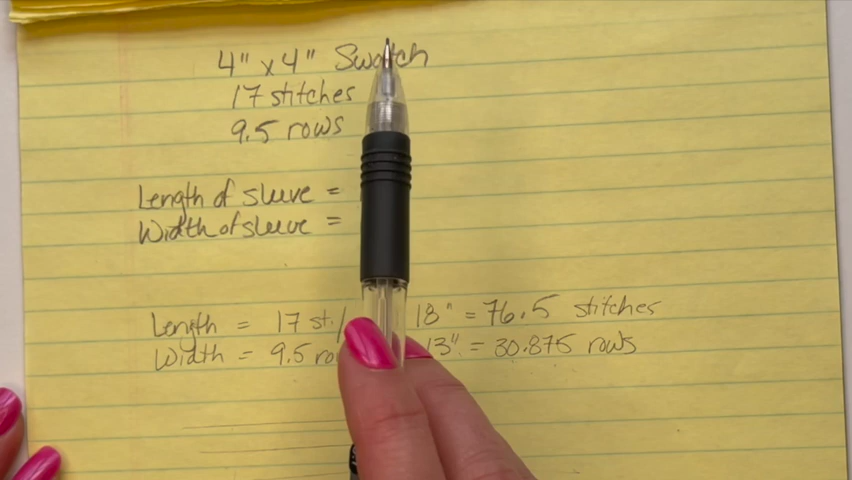 4" x 4" Swatch
17 stitches
9.5 rows
Length of sleeve =
Width of sleeve =
Length = 17 st./ 18" = 76.5 stitches
Width = 9.5 13" = 30.875 rows